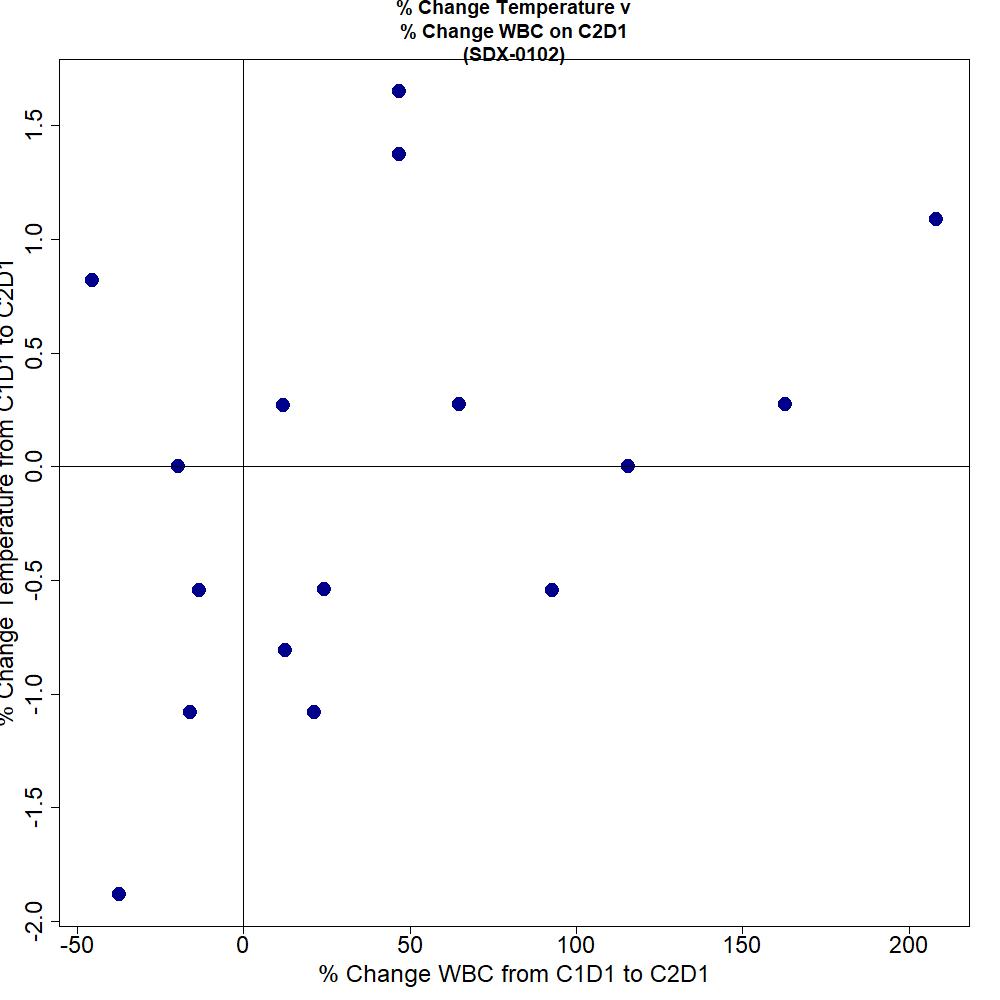 % Change Temperature v
% Change WBC on C2D1
(SDX-0102)
% Change Temperature from C1D1 to C2D1
1.5
1.0
0.5
0.0
-0.5
-1.0
-1.5
-2.0
-50
0
50
100
150
200
% Change WBC from C1D1 to C2D1